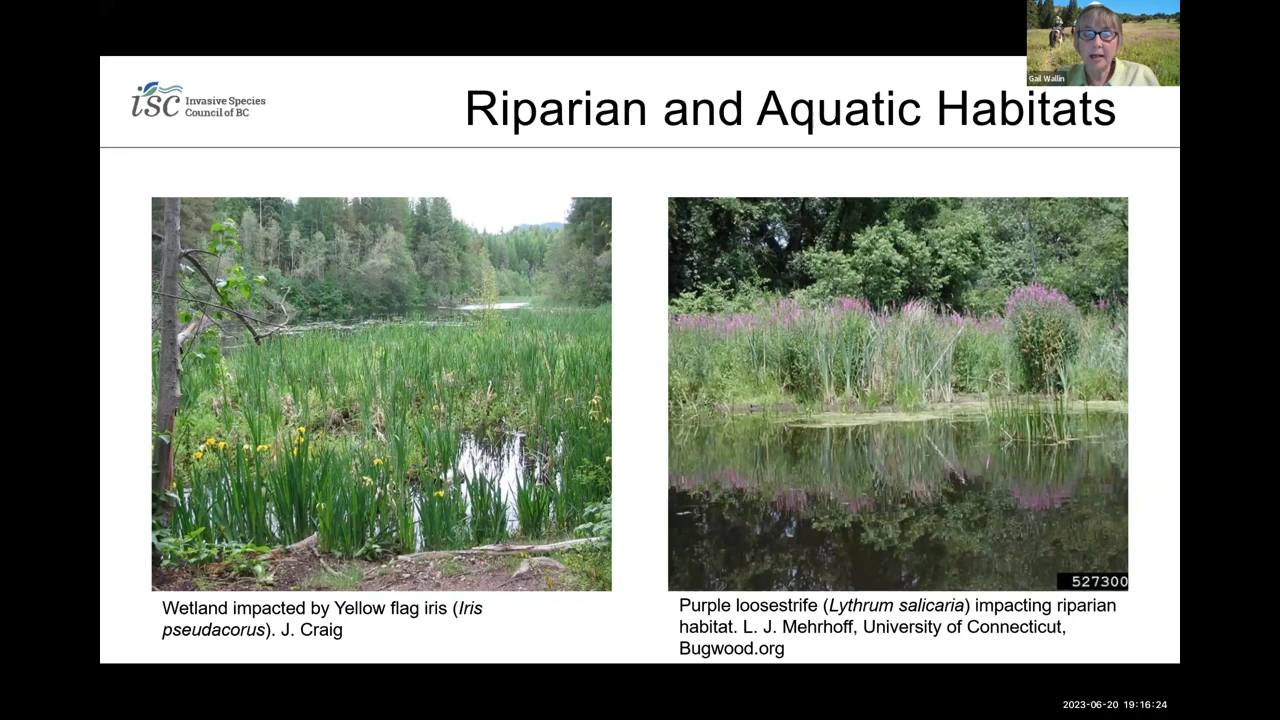 Gail Wallin
isc Invasive Species
Council of BC
Riparian and Aquatic Habitats
527300
Wetland impacted by Yellow flag iris (Iris
pseudacorus). J. Craig
Purple loosestrife (Lythrum salicaria) impacting riparian
habitat. L. J. Mehrhoff, University of Connecticut,
Bugwood.org
2023-06-20 19:16:24